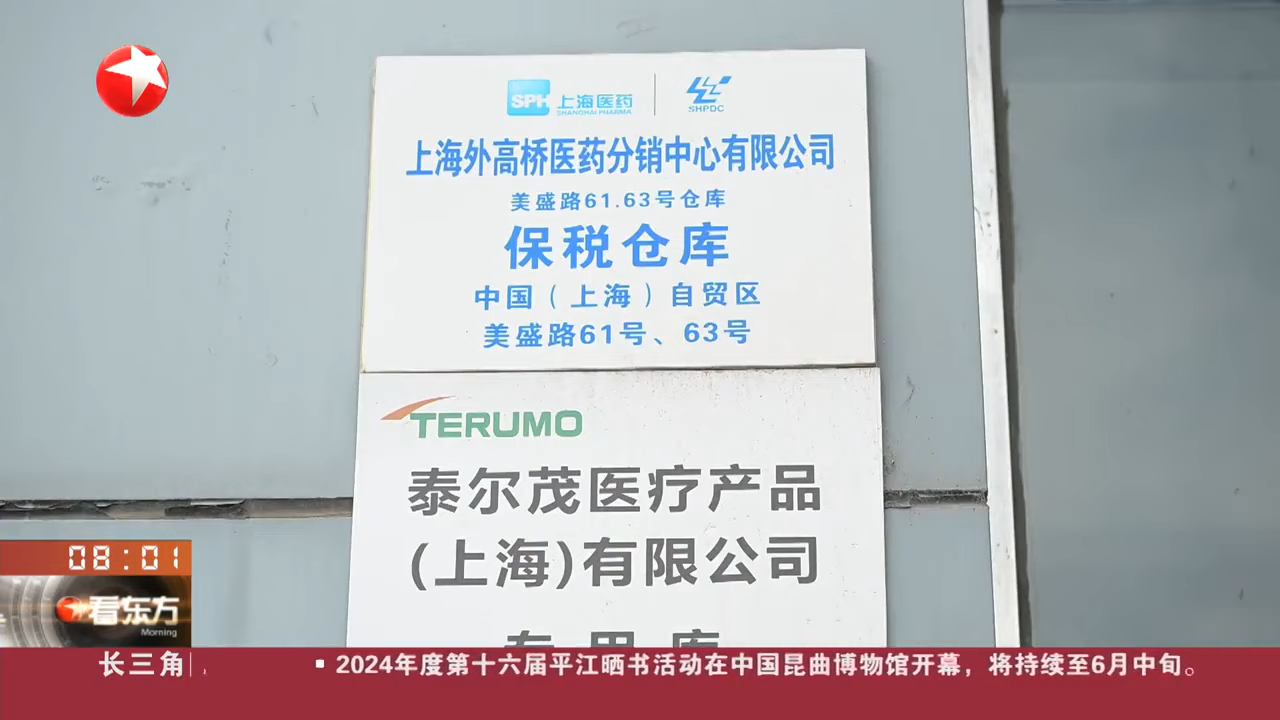 SPH 上海医药
SHANGHAI PHARMA
SHPDC
上海外高桥医药分销中心有限公司
美盛路61.63号仓库
保税仓库
中国（上海）自贸区
美盛路61号、63号
TERUMO
泰尔茂医疗产品
(上海)有限公司
08:01
看东方
Morning
长三角
▪ 2024年度第十六届平江晒书活动在中国昆曲博物馆开幕，将持续至6月中旬。